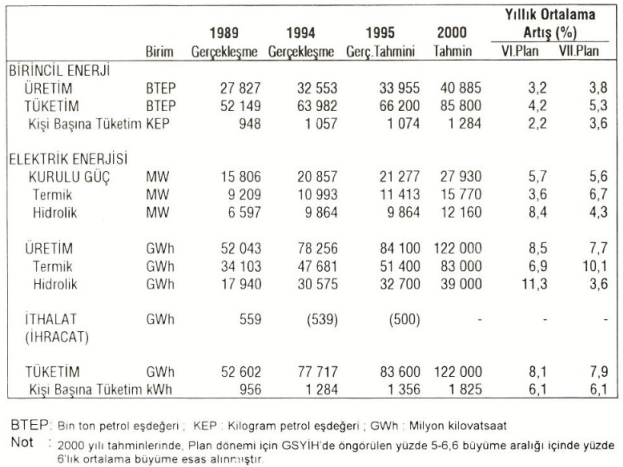 Yıllık Ortalama
1989 1994 1995 2000 Artış (%)
Birim Gerçekleşme Gerçekleşme Gerç.Tahmini Tahmin VI.Plan VII.Plan
BİRİNCİL ENERJİ
ÜRETİM BTEP 27 827 32 553 33 955 40 885 3,2 3,8
TÜKETİM BTEP 52 149 63 982 66 200 85 800 4,2 5,3
Kişi Başına Tüketim KEP 948 1 057 1 074 1 284 2,2 3,6
ELEKTRİK ENERJİSİ
KURULU GÜÇ MW 15 806 20 857 21 277 27 930 5,7 5,6
Termik MW 9 209 10 993 11 413 15 770 3,6 6,7
Hidrolik MW 6 597 9 864 9 864 12 160 8,4 4,3
ÜRETİM GWh 52 043 78 256 84 100 122 000 8,5 7,7
Termik GWh 34 103 47 681 51 400 83 000 6,9 10,1
Hidrolik GWh 17 940 30 575 32 700 39 000 11,3 3,6
İTHALAT GWh 559 (539) (500) - - -
(İHRACAT)
TÜKETİM GWh 52 602 77 717 83 600 122 000 8,1 7,9
Kişi Başına Tüketim kWh 956 1 284 1 356 1 825 6,1 6,1
BTEP : Bin ton petrol eşdeğeri ; KEP : Kilogram petrol eşdeğeri ; GWh : Milyon kilovatsaat
Not : 2000 yılı tahminlerinde, Plan dönemi için GSYİH'de öngörülen yüzde 5-6,6 büyüme aralığı içinde yüzde
6'lık ortalama büyüme esas alınmıştır.